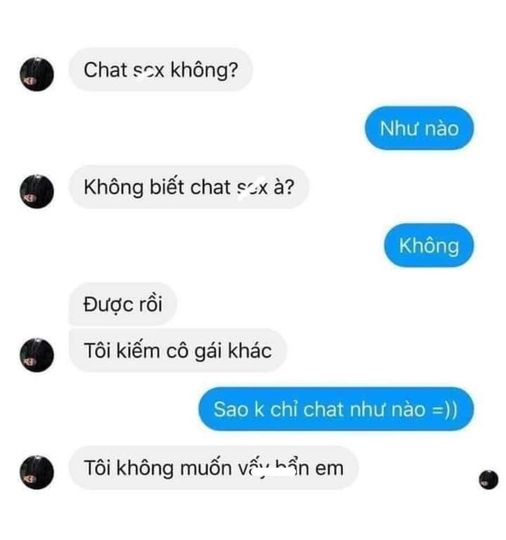 Chat sex không?
Như nào
Không biết chat sex à?
Không
Được rồi
Tôi kiếm cô gái khác
Sao k chỉ chat như nào =))
Tôi không muốn vấy bẩn em